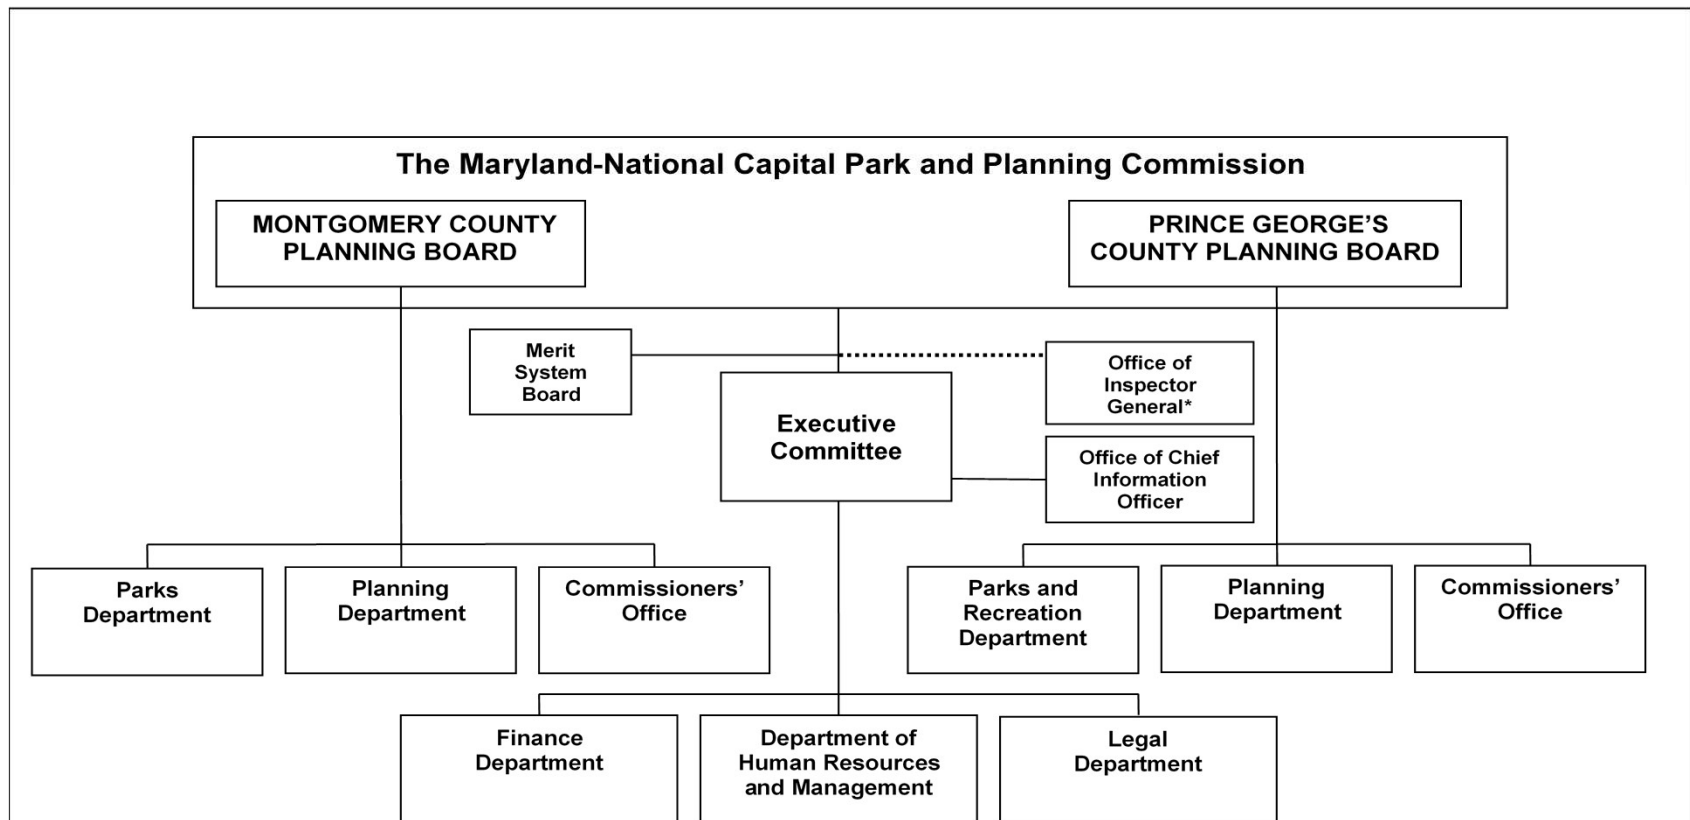 The Maryland-National Capital Park and Planning Commission
MONTGOMERY COUNTY
PLANNING BOARD
PRINCE GEORGE’S
COUNTY PLANNING BOARD
Merit
System
Board
Office of
Inspector
General*
Executive
Committee
Office of Chief
Information
Officer
Parks
Department
Planning
Department
Commissioners’
Office
Parks and
Recreation
Department
Planning
Department
Commissioners’
Office
Finance
Department
Department of
Human Resources
and Management
Legal
Department